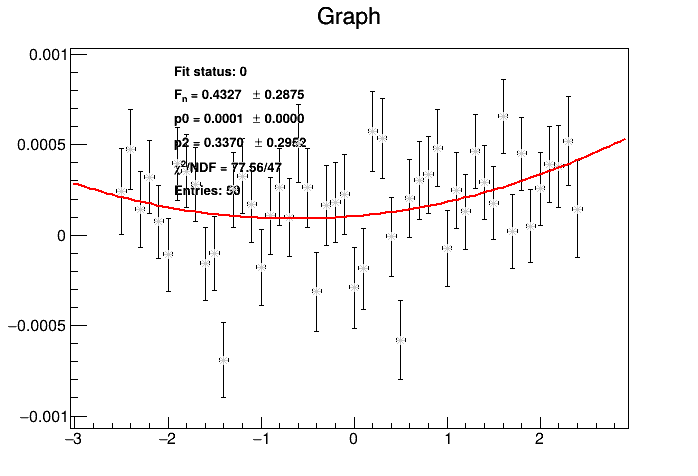 Graph
0.001
0.0005
0
−0.0005
−0.001
Fit status: 0
Fn = 0.4327 ± 0.2875
p0 = 0.0001 ± 0.0000
p2 = 0.3370 ± 0.2952
χ²/NDF = 77.56/47
Entries: 50
−3 −2 −1 0 1 2